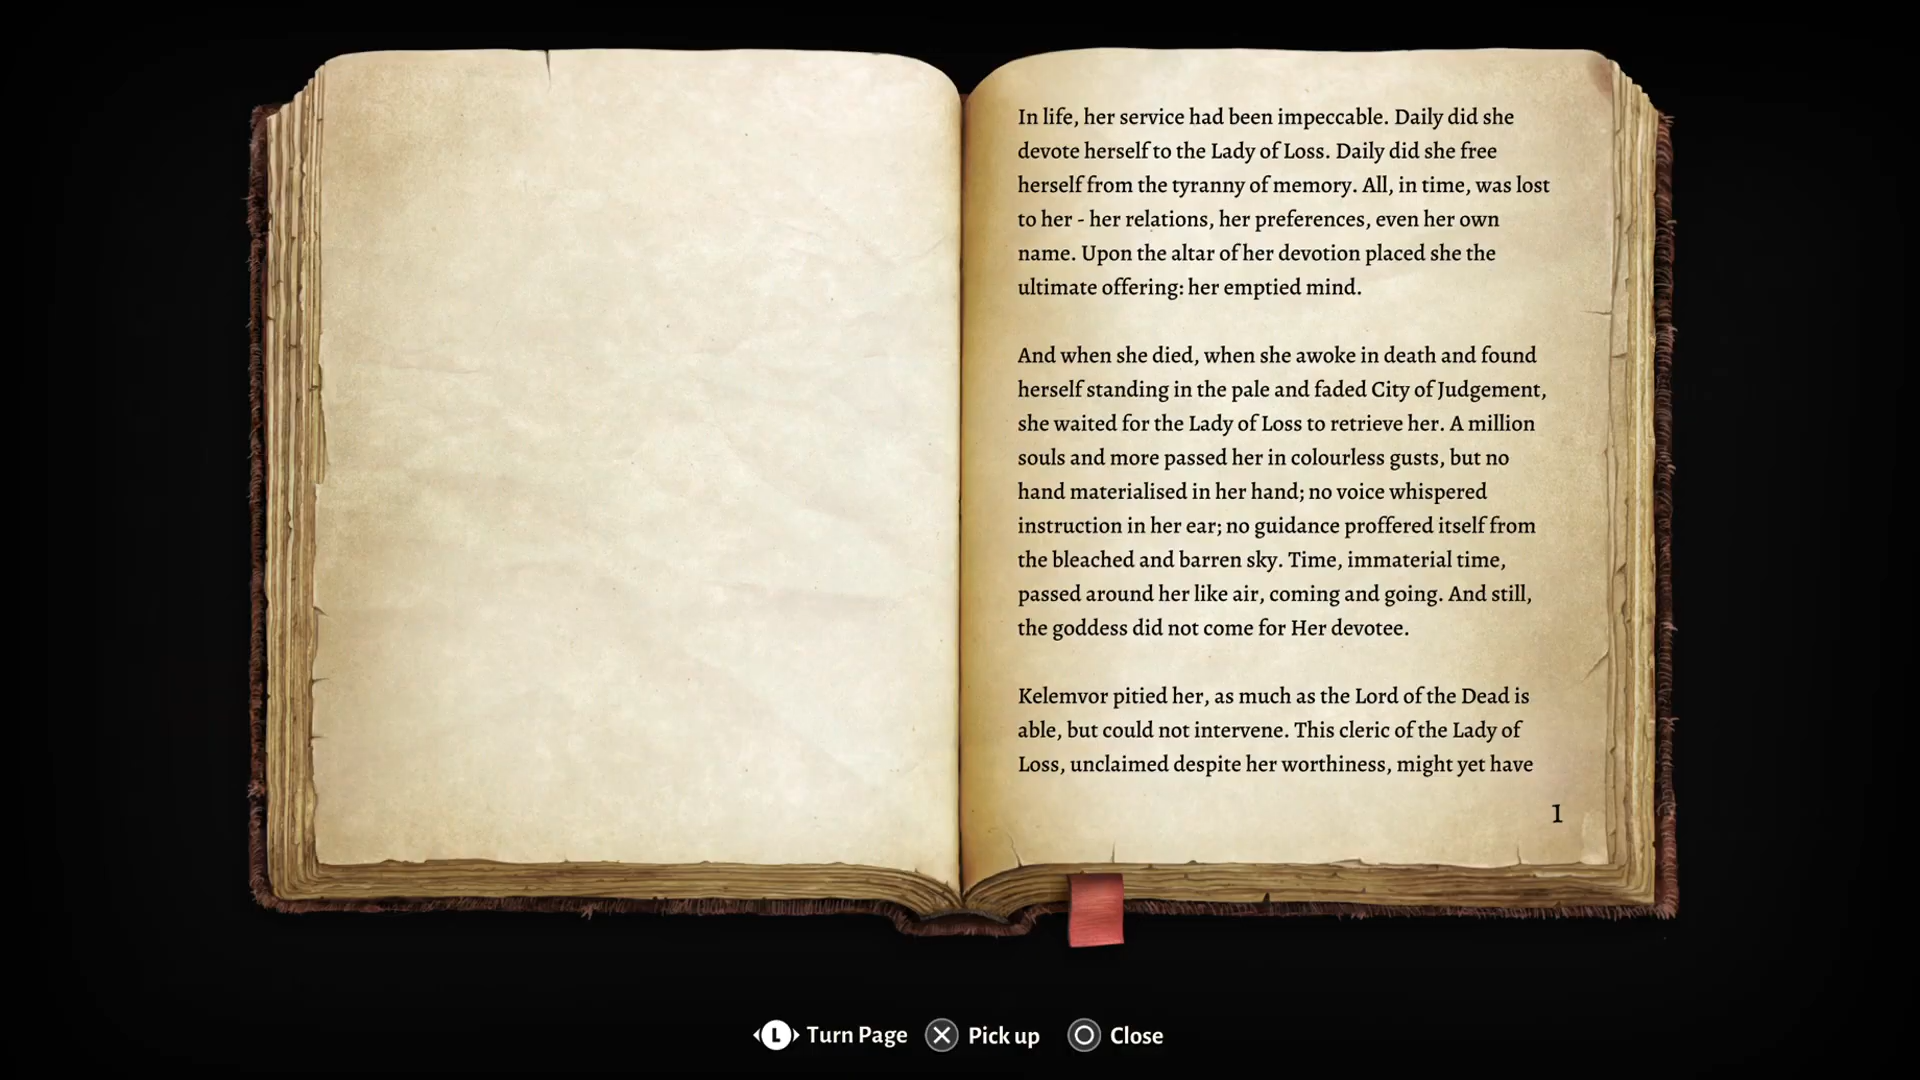 In life, her service had been impeccable. Daily did she
devote herself to the Lady of Loss. Daily did she free
herself from the tyranny of memory. All, in time, was lost
to her - her relations, her preferences, even her own
name. Upon the altar of her devotion placed she the
ultimate offering: her emptied mind.
And when she died, when she awoke in death and found
herself standing in the pale and faded City of Judgement,
she waited for the Lady of Loss to retrieve her. A million
souls and more passed her in colourless gusts, but no
hand materialised in her hand; no voice whispered
instruction in her ear; no guidance proffered itself from
the bleached and barren sky. Time, immaterial time,
passed around her like air, coming and going. And still,
the goddess did not come for Her devotee.
Kelemvor pitied her, as much as the Lord of the Dead is
able, but could not intervene. This cleric of the Lady of
Loss, unclaimed despite her worthiness, might yet have
1
L Turn Page Pick up Close